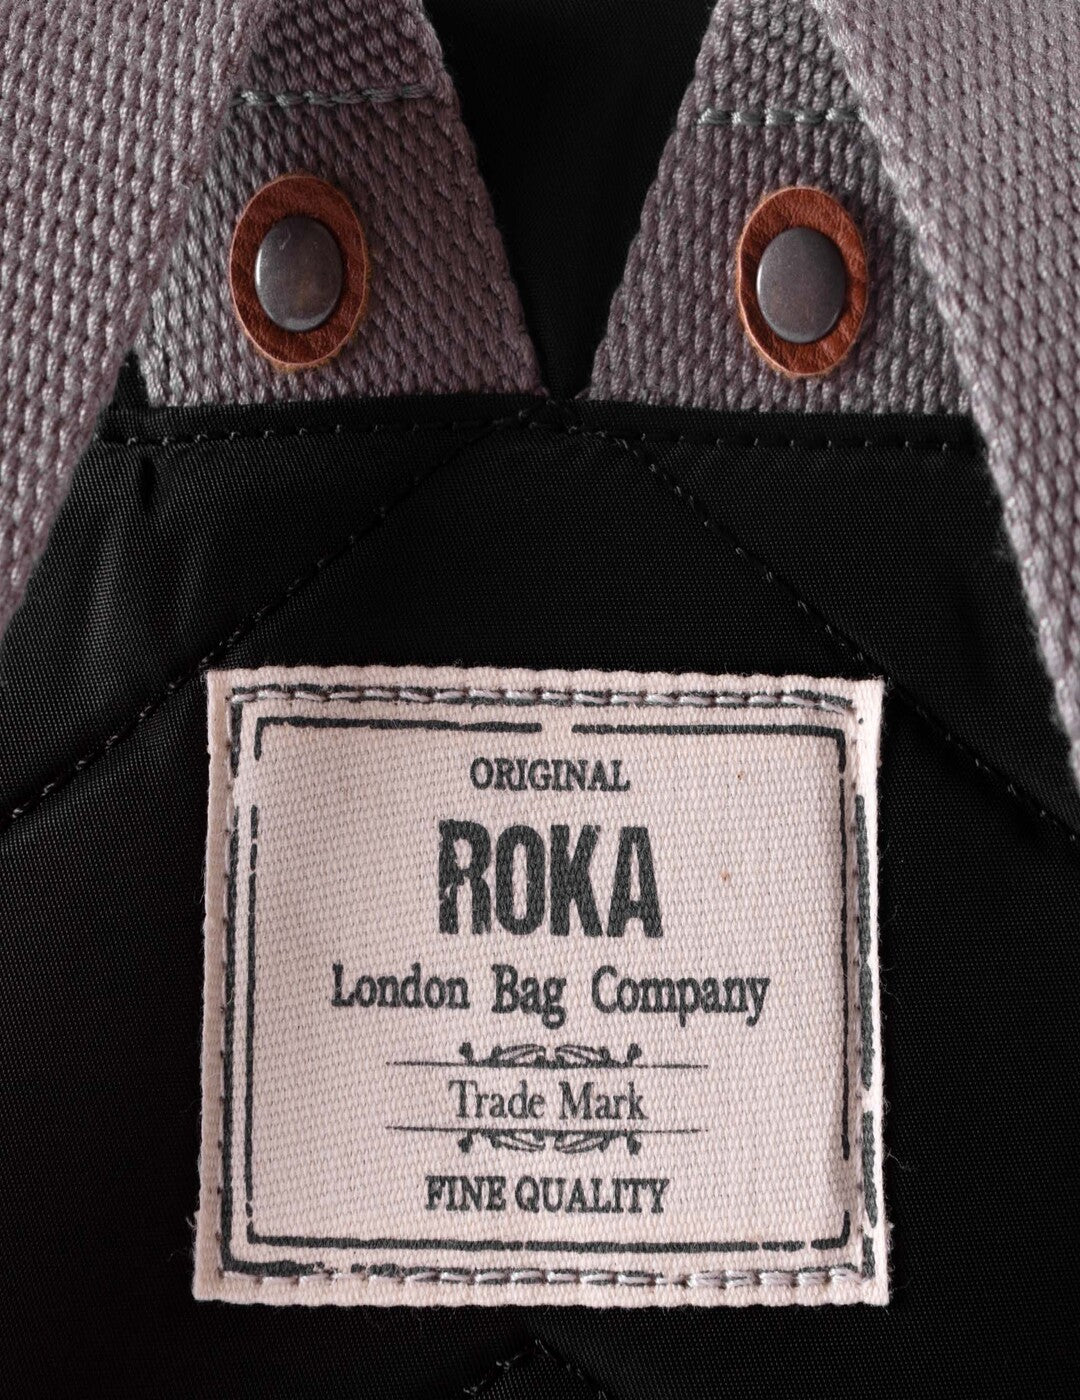 ORIGINAL
ROKA
London Bag Company
Trade Mark
FINE QUALITY